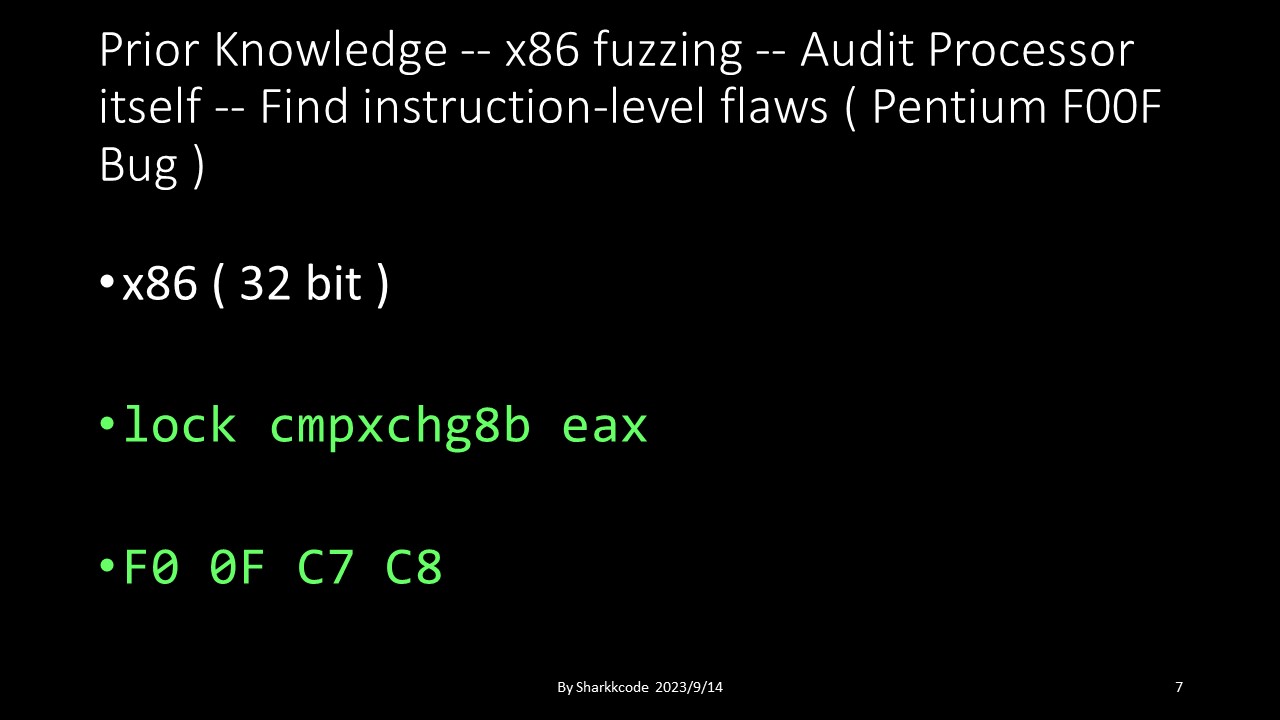 Prior Knowledge -- x86 fuzzing -- Audit Processor
itself -- Find instruction-level flaws ( Pentium F00F
Bug )
•x86 ( 32 bit )
•lock cmpxchg8b eax
•F0 0F C7 C8
By Sharkkcode 2023/9/14
7